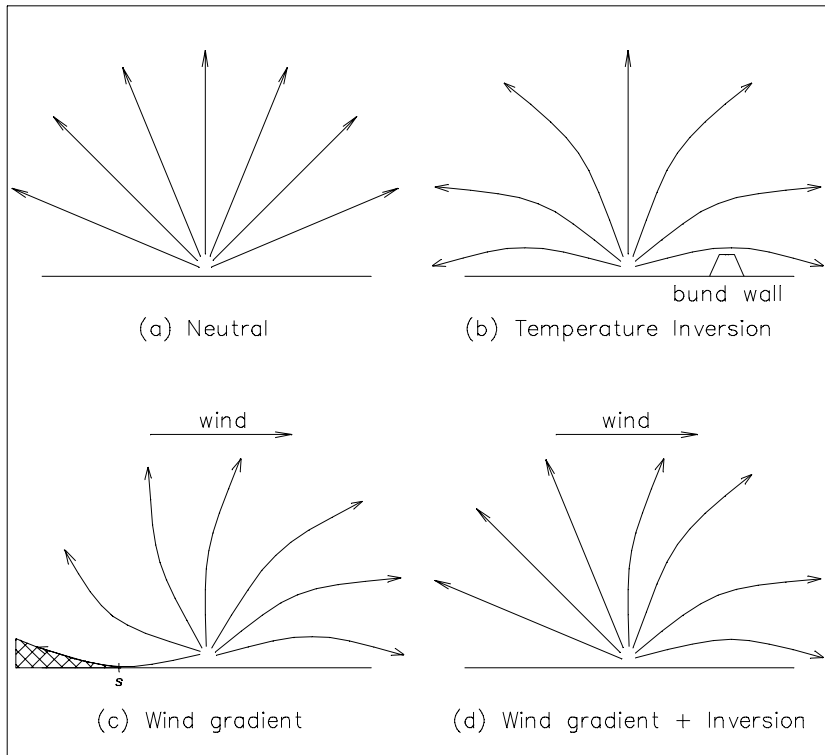 bund wall
(a) Neutral
(b) Temperature Inversion
wind
wind
s
(c) Wind gradient
(d) Wind gradient + Inversion